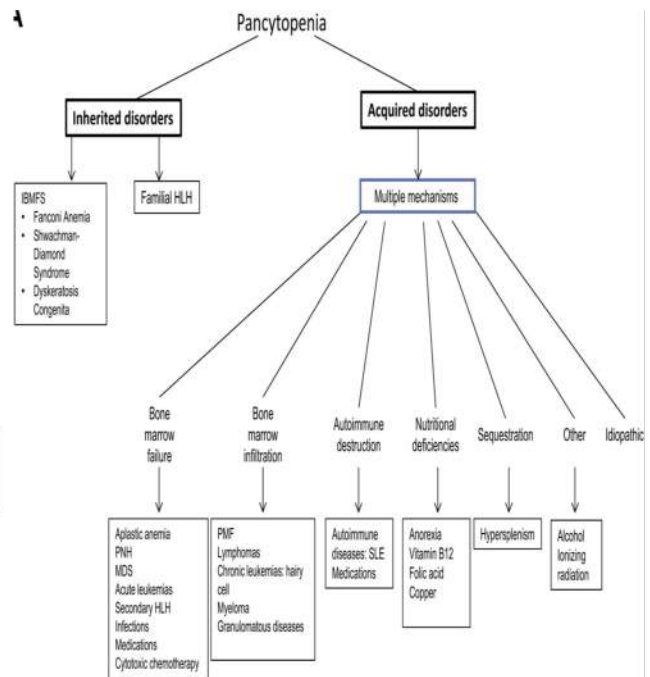 A
Pancytopenia
Inherited disorders
Acquired disorders
IBMFS
• Fanconi Anemia
• Shwachman-
Diamond
Syndrome
• Dyskeratosis
Congenita
Familial HLH
Multiple mechanisms
Bone
marrow
failure
Bone
marrow
infiltration
Autoimmune
destruction
Nutritional
deficiencies
Sequestration
Other
Idiopathic
Aplastic anemia
PNH
MDS
Acute leukemias
Secondary HLH
Infections
Medications
Cytotoxic chemotherapy
PMF
Lymphomas
Chronic leukemias: hairy
cell
Myeloma
Granulomatous diseases
Autoimmune
diseases: SLE
Medications
Anorexia
Vitamin B12
Folic acid
Copper
Hypersplenism
Alcohol
Ionizing
radiation